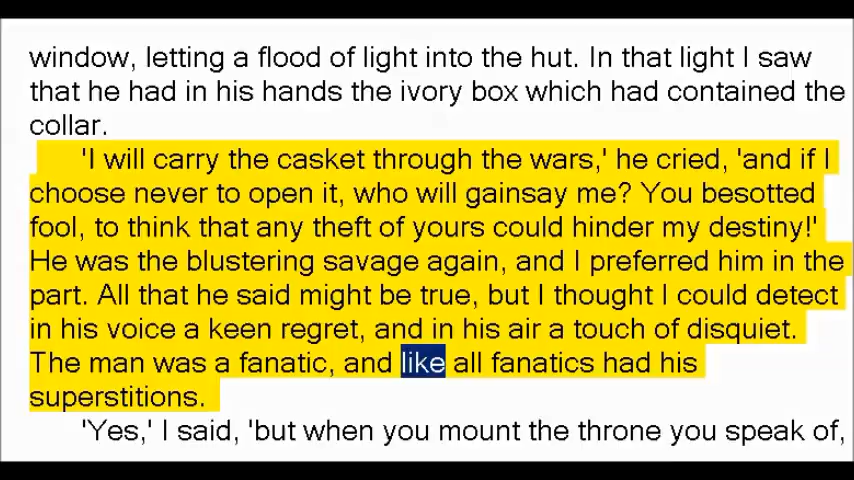 window, letting a flood of light into the hut. In that light I saw
that he had in his hands the ivory box which had contained the
collar.
'I will carry the casket through the wars,' he cried, 'and if I
choose never to open it, who will gainsay me? You besotted
fool, to think that any theft of yours could hinder my destiny!'
He was the blustering savage again, and I preferred him in the
part. All that he said might be true, but I thought I could detect
in his voice a keen regret, and in his air a touch of disquiet.
The man was a fanatic, and like all fanatics had his
superstitions.
'Yes,' I said, 'but when you mount the throne you speak of,